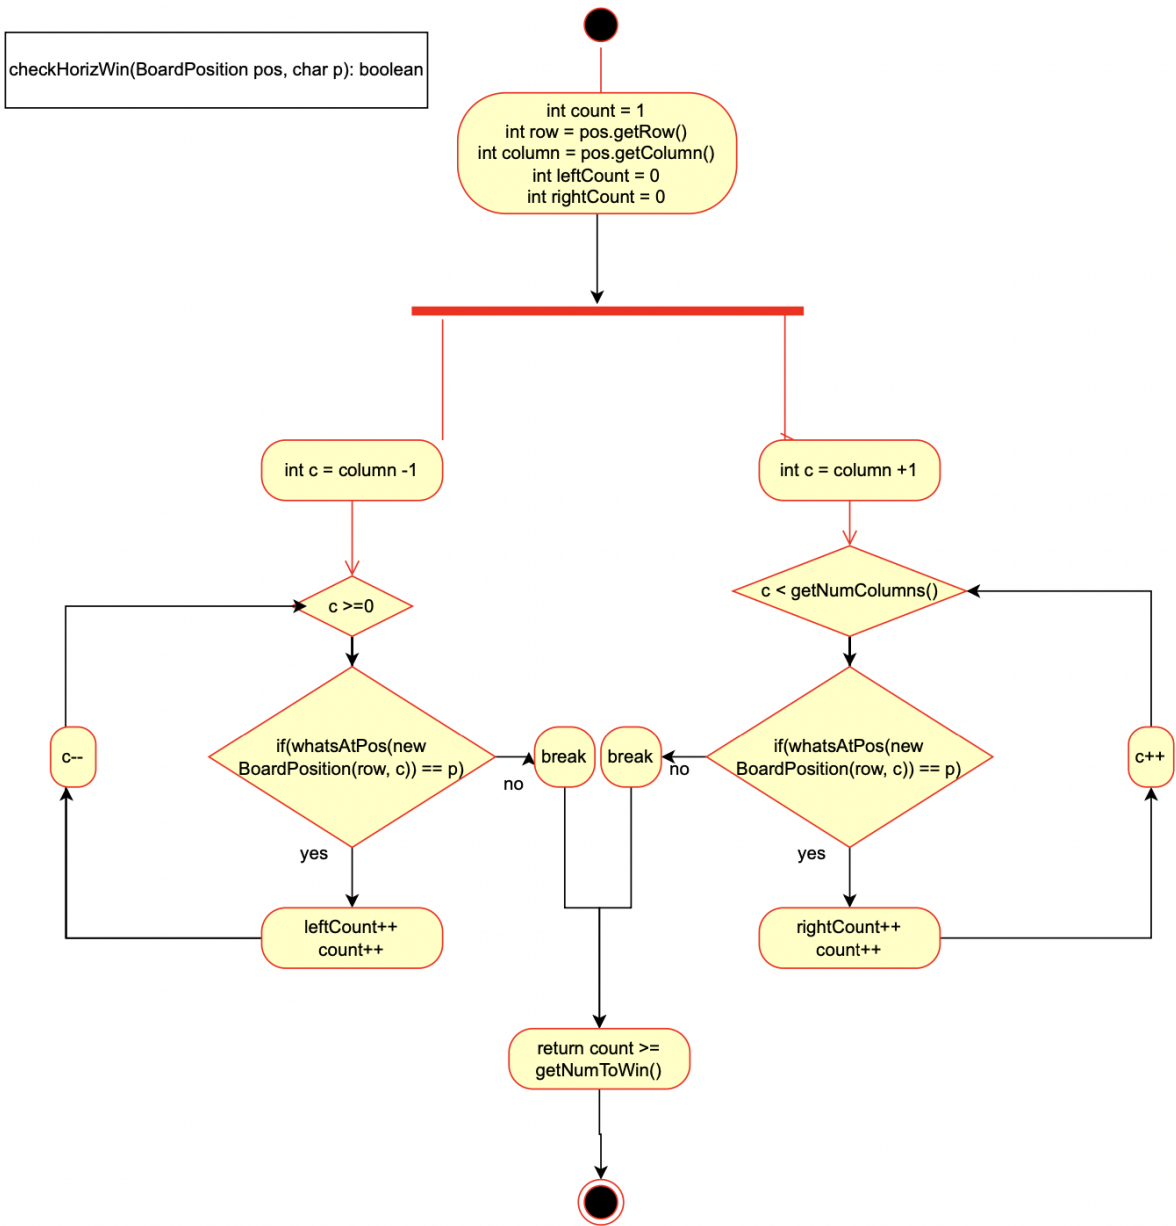 checkHorizWin(BoardPosition pos, char p): boolean
int count = 1
int row = pos.getRow()
int column = pos.getColumn()
int leftCount = 0
int rightCount = 0
int c = column -1
int c = column +1
c >=0
c < getNumColumns()
if(whatsAtPos(new
BoardPosition(row, c)) == p)
no
yes
break
break
if(whatsAtPos(new
BoardPosition(row, c)) == p)
no
yes
c--
c++
leftCount++
count++
rightCount++
count++
return count >=
getNumToWin()